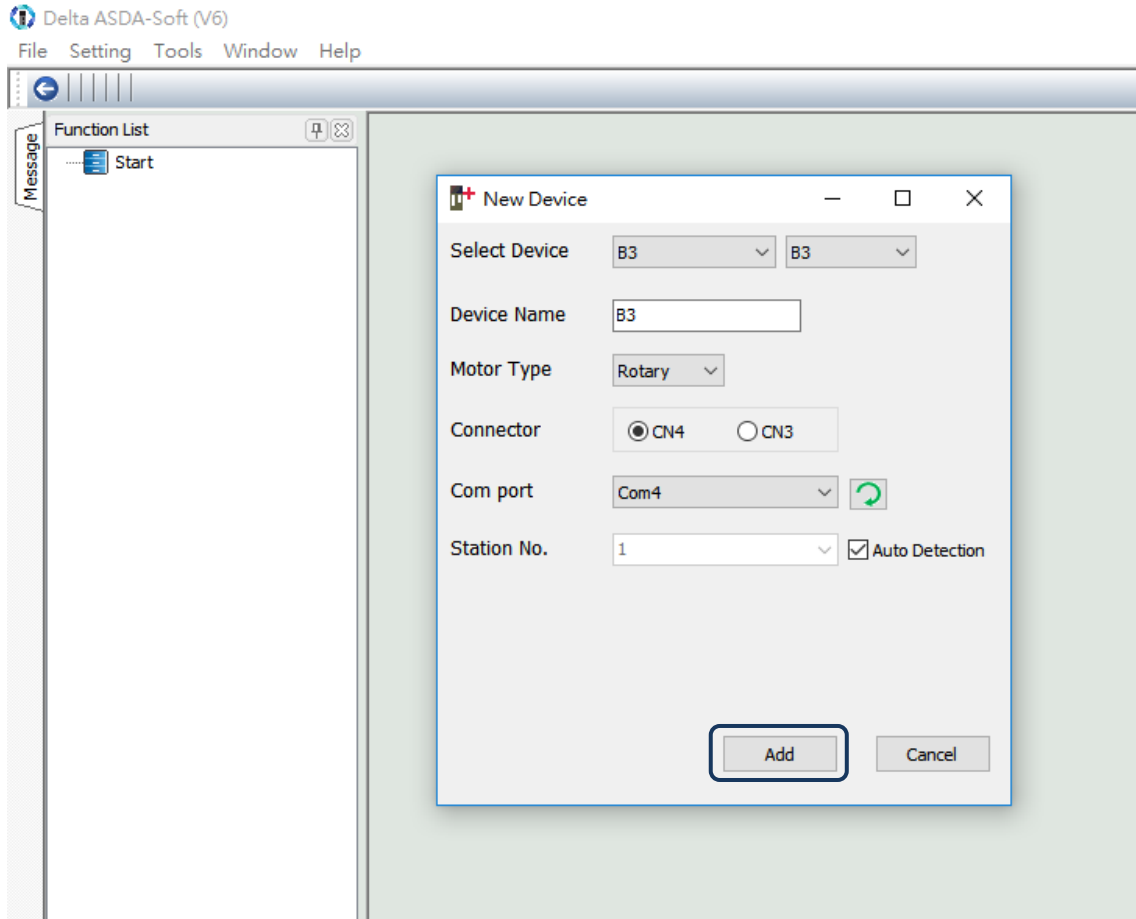 Delta ASDA-Soft (V6)
File Setting Tools Window Help
Message
Function List
Start
New Device
Select Device B3 B3
Device Name B3
Motor Type Rotary
Connector CN4 CN3
Com port Com4
Station No. 1 Auto Detection
Add Cancel